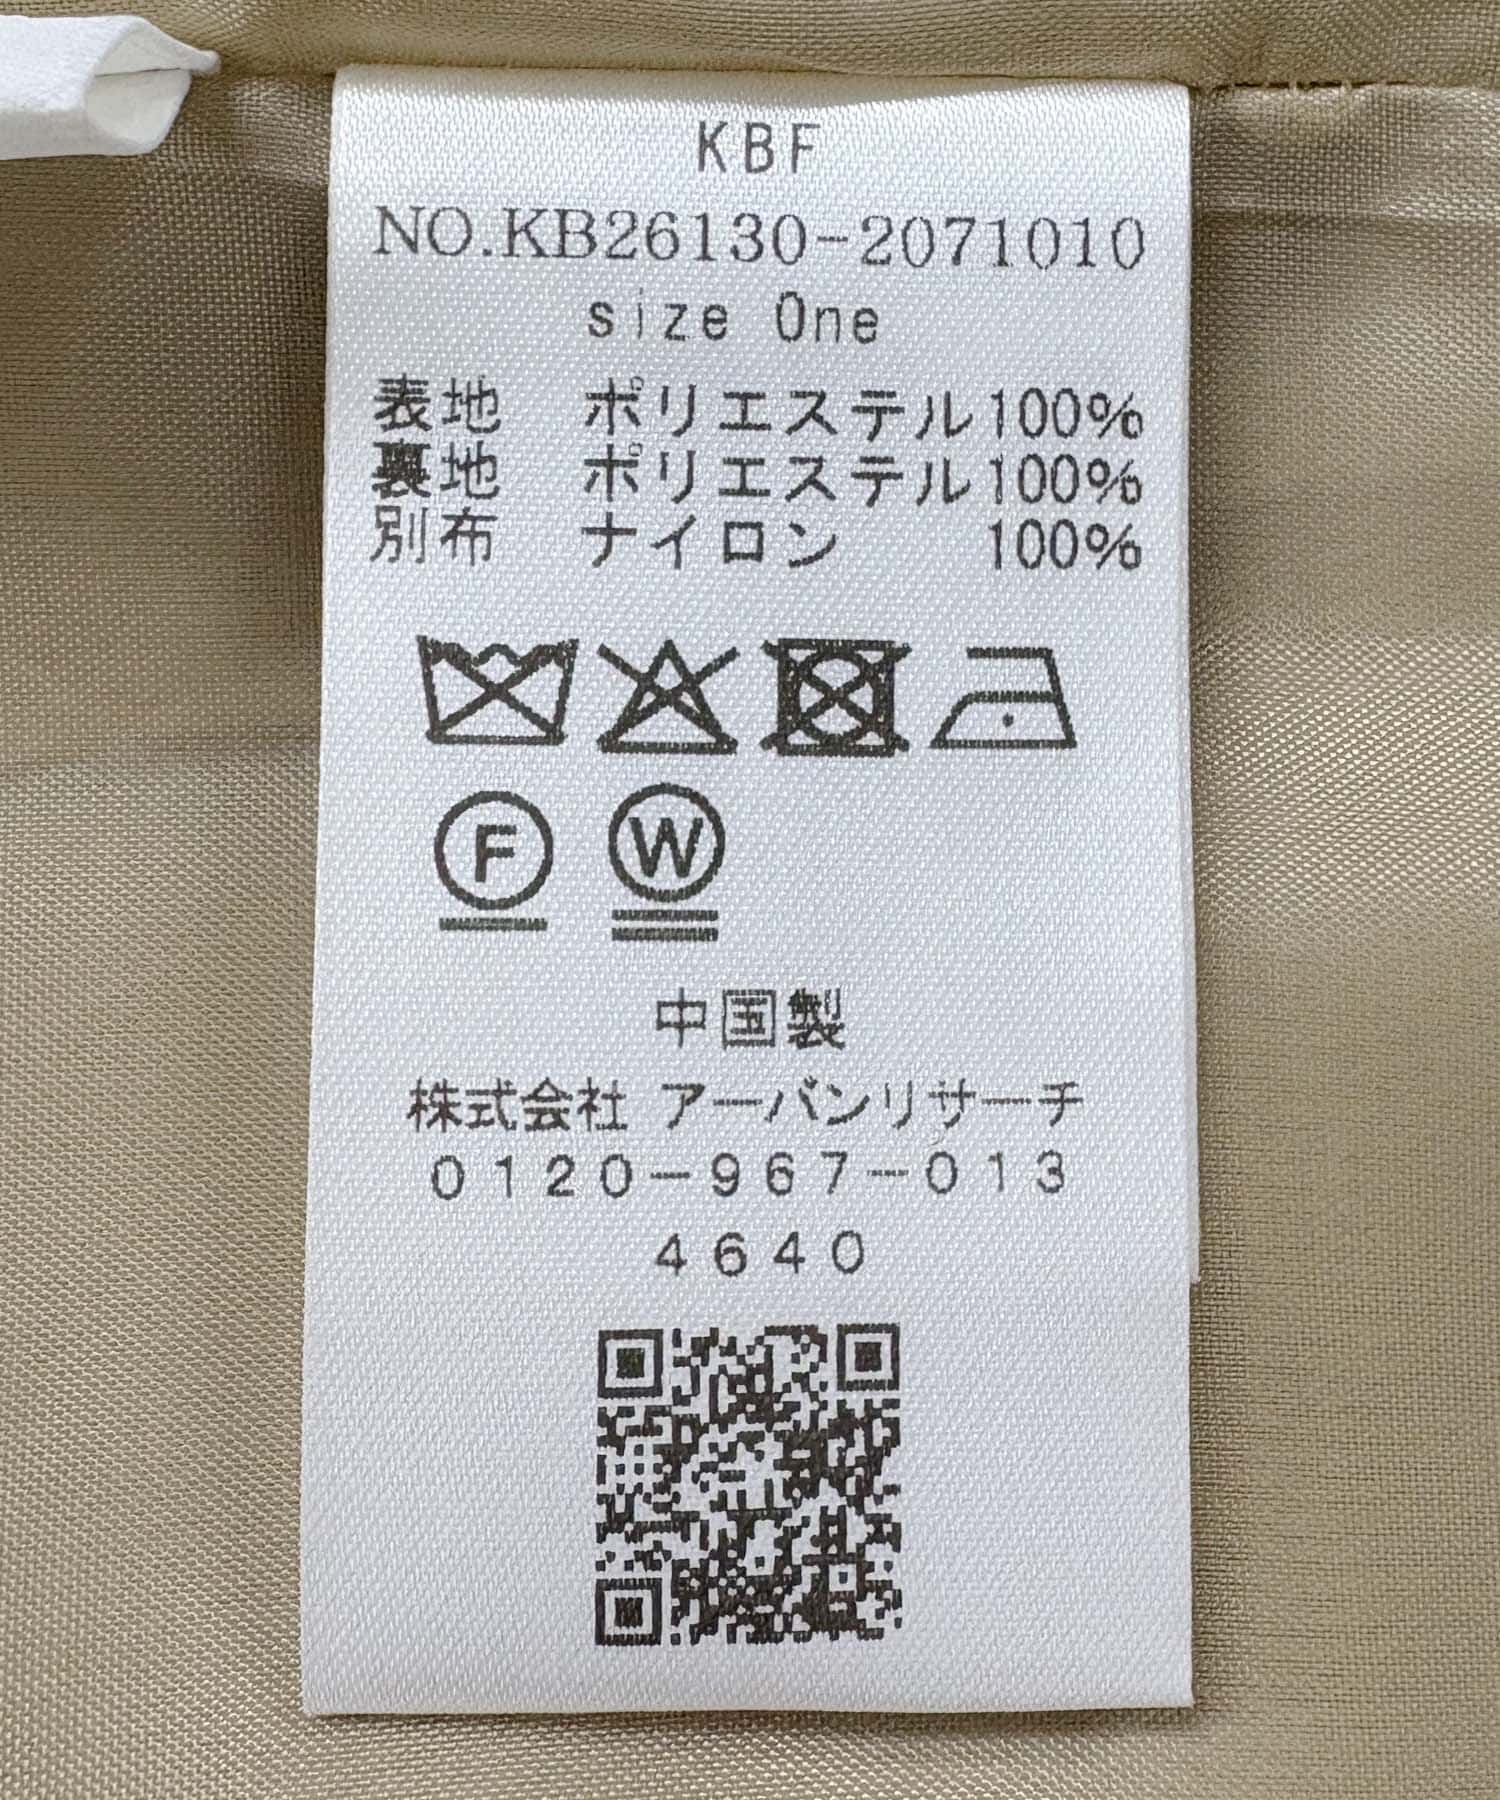 KBF
NO.KB26130-2071010
size One
表地 ポリエステル100%
裏地 ポリエステル100%
別布 ナイロン 100%
F W
中国製
株式会社 アーバンリサーチ
0120-967-013
4640